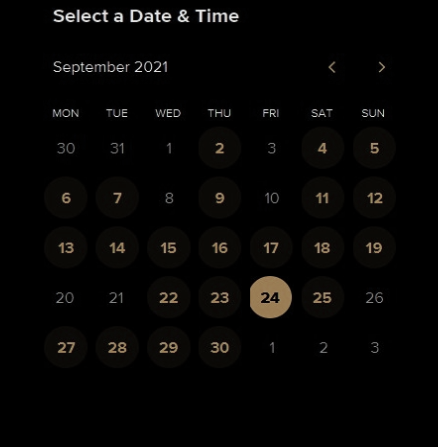 Select a Date & Time
September 2021
MON TUE WED THU FRI SAT SUN
30 31 1 2 3 4 5
6 7 8 9 10 11 12
13 14 15 16 17 18 19
20 21 22 23 24 25 26
27 28 29 30 1 2 3